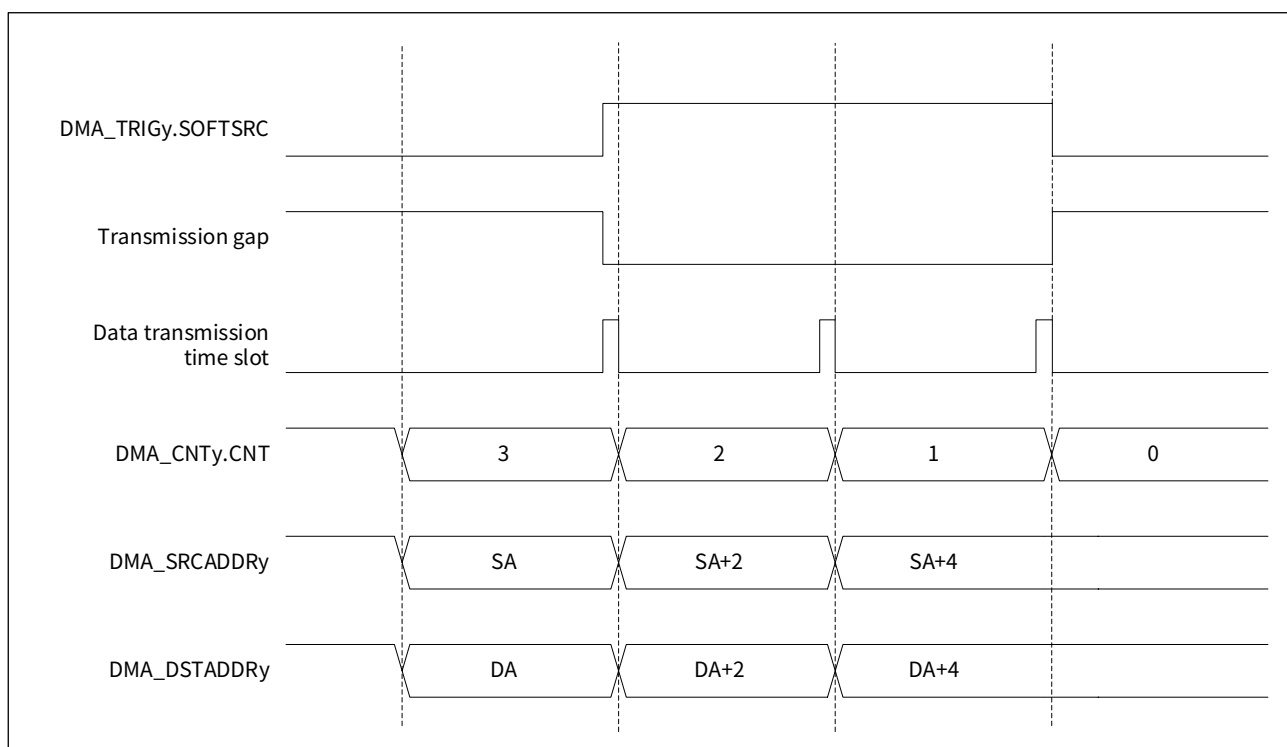 DMA_TRIGy.SOFTSRC
Transmission gap
Data transmission
time slot
DMA_CNTy.CNT 3 2 1 0
DMA_SRCADDRy SA SA+2 SA+4
DMA_DSTADDRy DA DA+2 DA+4